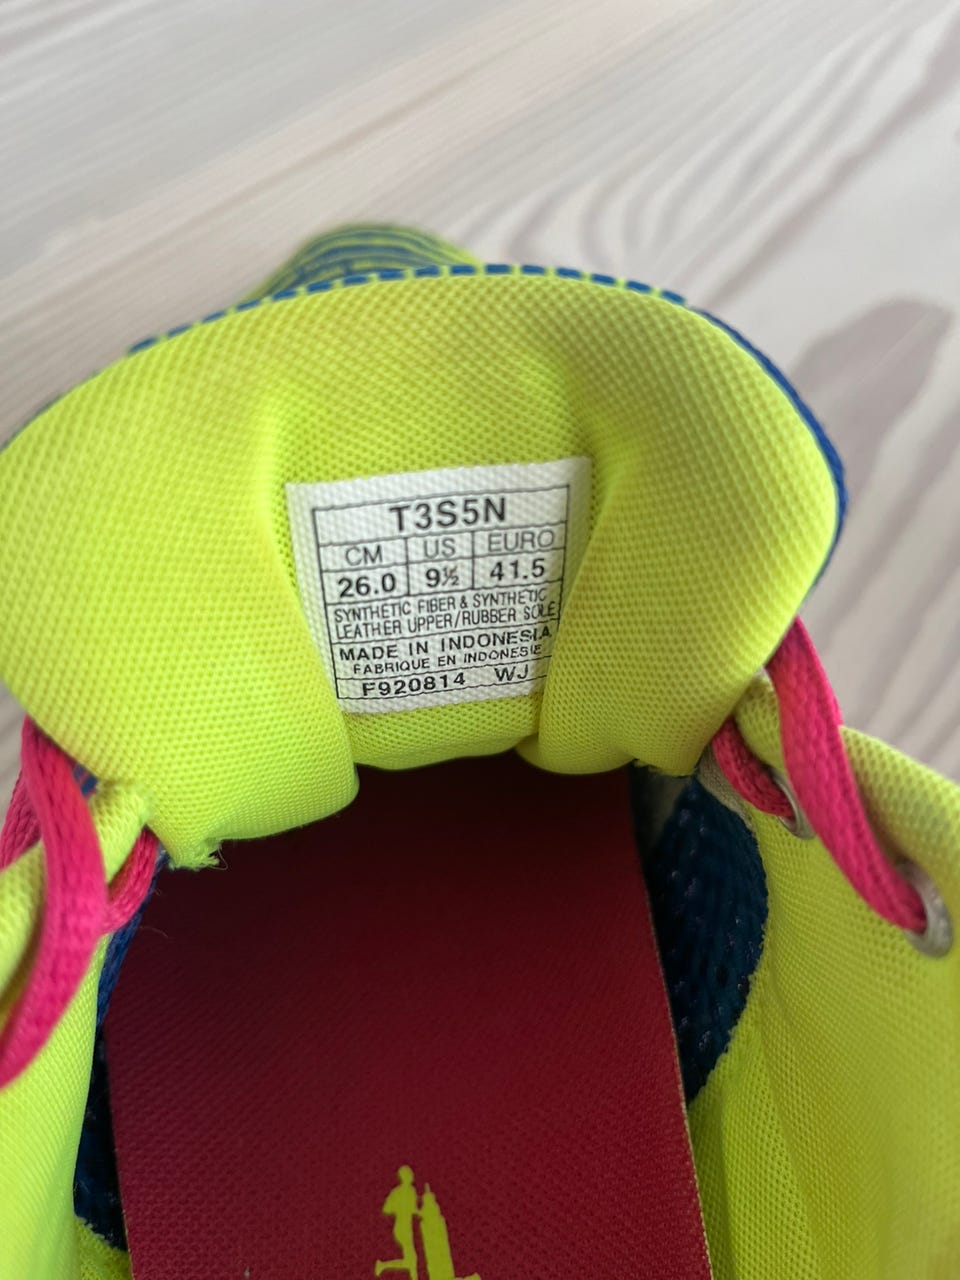 T3S5N
CM US EURO
26.0 9½ 41.5
SYNTHETIC FIBER & SYNTHETIC
LEATHER UPPER/RUBBER SOLE
MADE IN INDONESIA
FABRIQUE EN INDONESIE
F920814 WJ